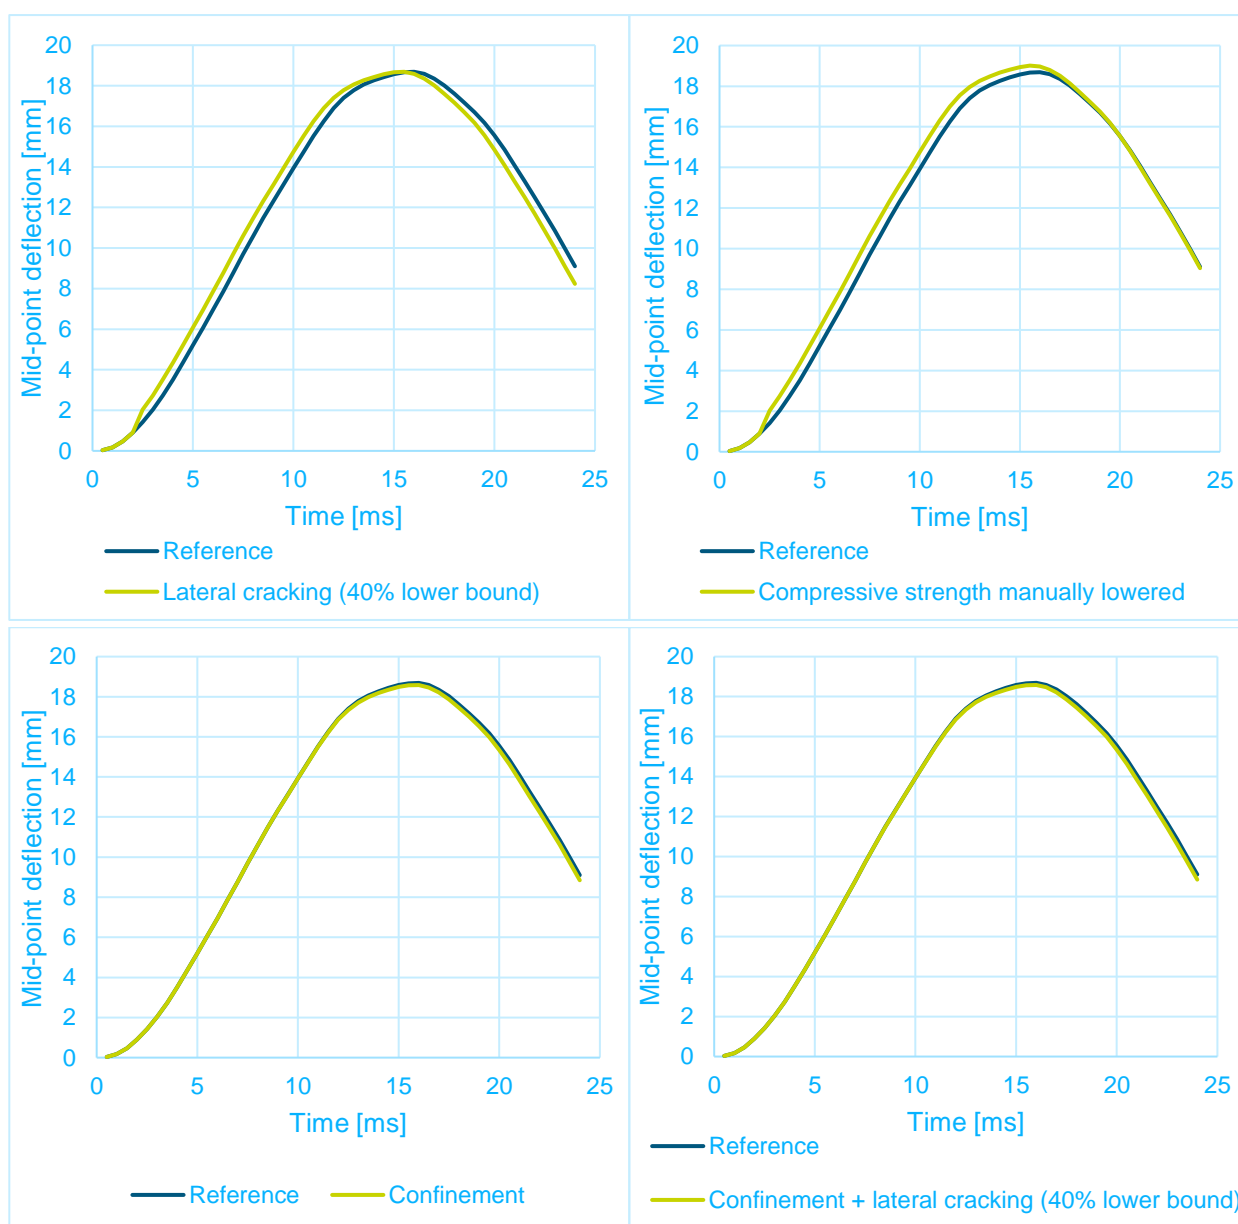 Mid-point deflection [mm]
20
18
16
14
12
10
8
6
4
2
0
0 5 10 15 20 25
Time [ms]
Reference
Lateral cracking (40% lower bound)
Mid-point deflection [mm]
20
18
16
14
12
10
8
6
4
2
0
0 5 10 15 20 25
Time [ms]
Reference
Compressive strength manually lowered
Mid-point deflection [mm]
20
18
16
14
12
10
8
6
4
2
0
0 5 10 15 20 25
Time [ms]
Reference Confinement
Mid-point deflection [mm]
20
18
16
14
12
10
8
6
4
2
0
0 5 10 15 20 25
Time [ms]
Reference
Confinement + lateral cracking (40% lower bound)